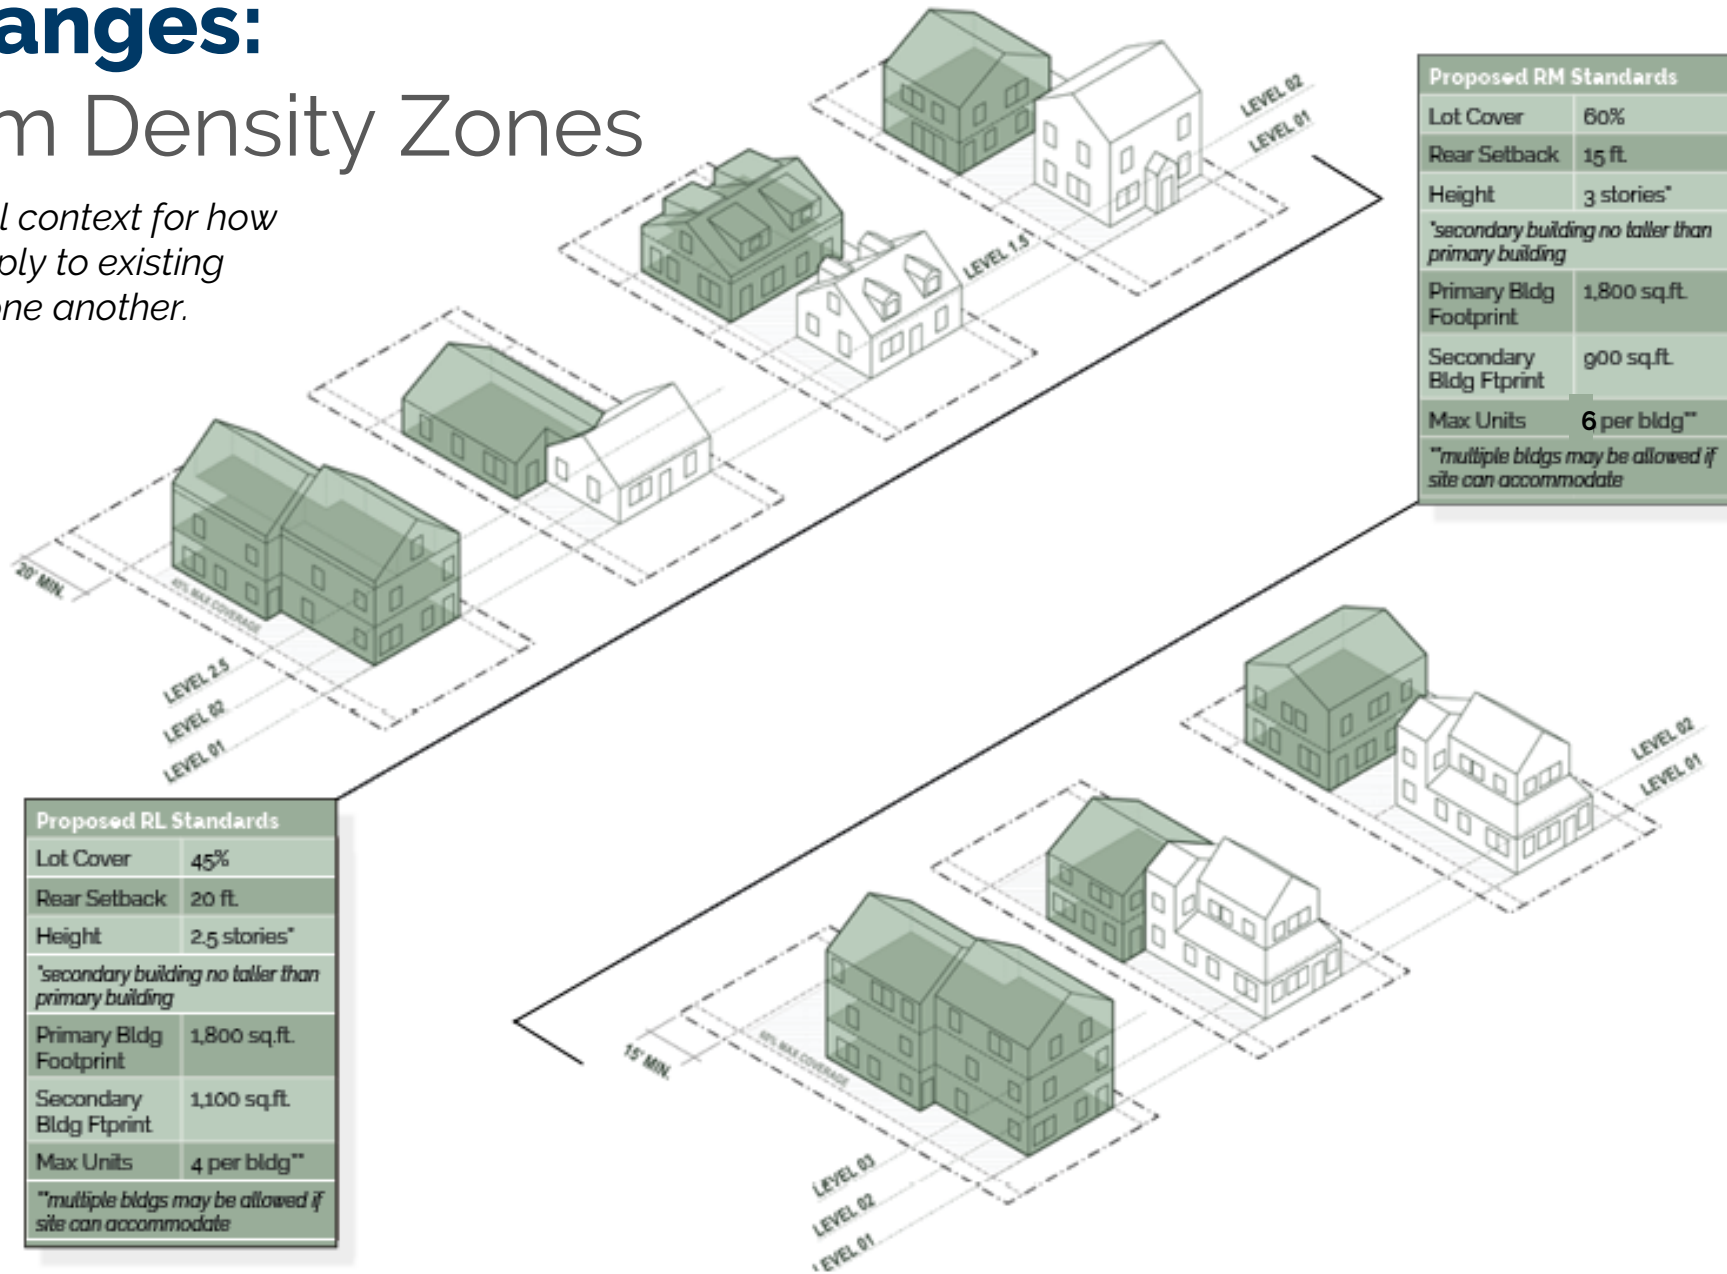 anges:
m Density Zones
l context for how
ply to existing
one another.
LEVEL 02
LEVEL 01
LEVEL 1.5
20' MIN.
45% MAX COVERAGE
LEVEL 2.5
LEVEL 02
LEVEL 01
Proposed RM Standards
Lot Cover 60%
Rear Setback 15 ft.
Height 3 stories*
*secondary building no taller than
primary building
Primary Bldg 1,800 sq.ft.
Footprint
Secondary 900 sq.ft.
Bldg Ftprint
Max Units 6 per bldg**
**multiple bldgs may be allowed if
site can accommodate
Proposed RL Standards
Lot Cover 45%
Rear Setback 20 ft.
Height 2.5 stories*
*secondary building no taller than
primary building
Primary Bldg 1,800 sq.ft.
Footprint
Secondary 1,100 sq.ft.
Bldg Ftprint
Max Units 4 per bldg**
**multiple bldgs may be allowed if
site can accommodate
LEVEL 02
LEVEL 01
15' MIN.
60% MAX COVERAGE
LEVEL 03
LEVEL 02
LEVEL 01